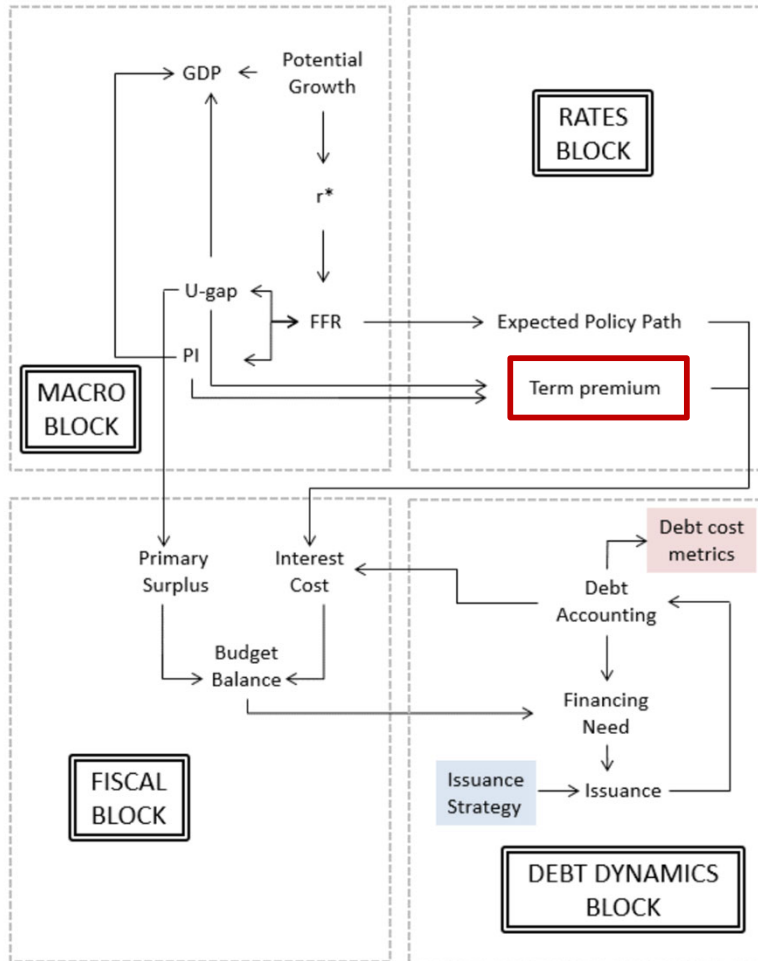 GDP
Potential
Growth
RATES
BLOCK
r*
U-gap
FFR
Expected Policy Path
PI
MACRO
BLOCK
Term premium
Debt cost
metrics
Primary
Surplus
Interest
Cost
Debt
Accounting
Budget
Balance
Financing
Need
FISCAL
BLOCK
Issuance
Strategy
Issuance
DEBT DYNAMICS
BLOCK